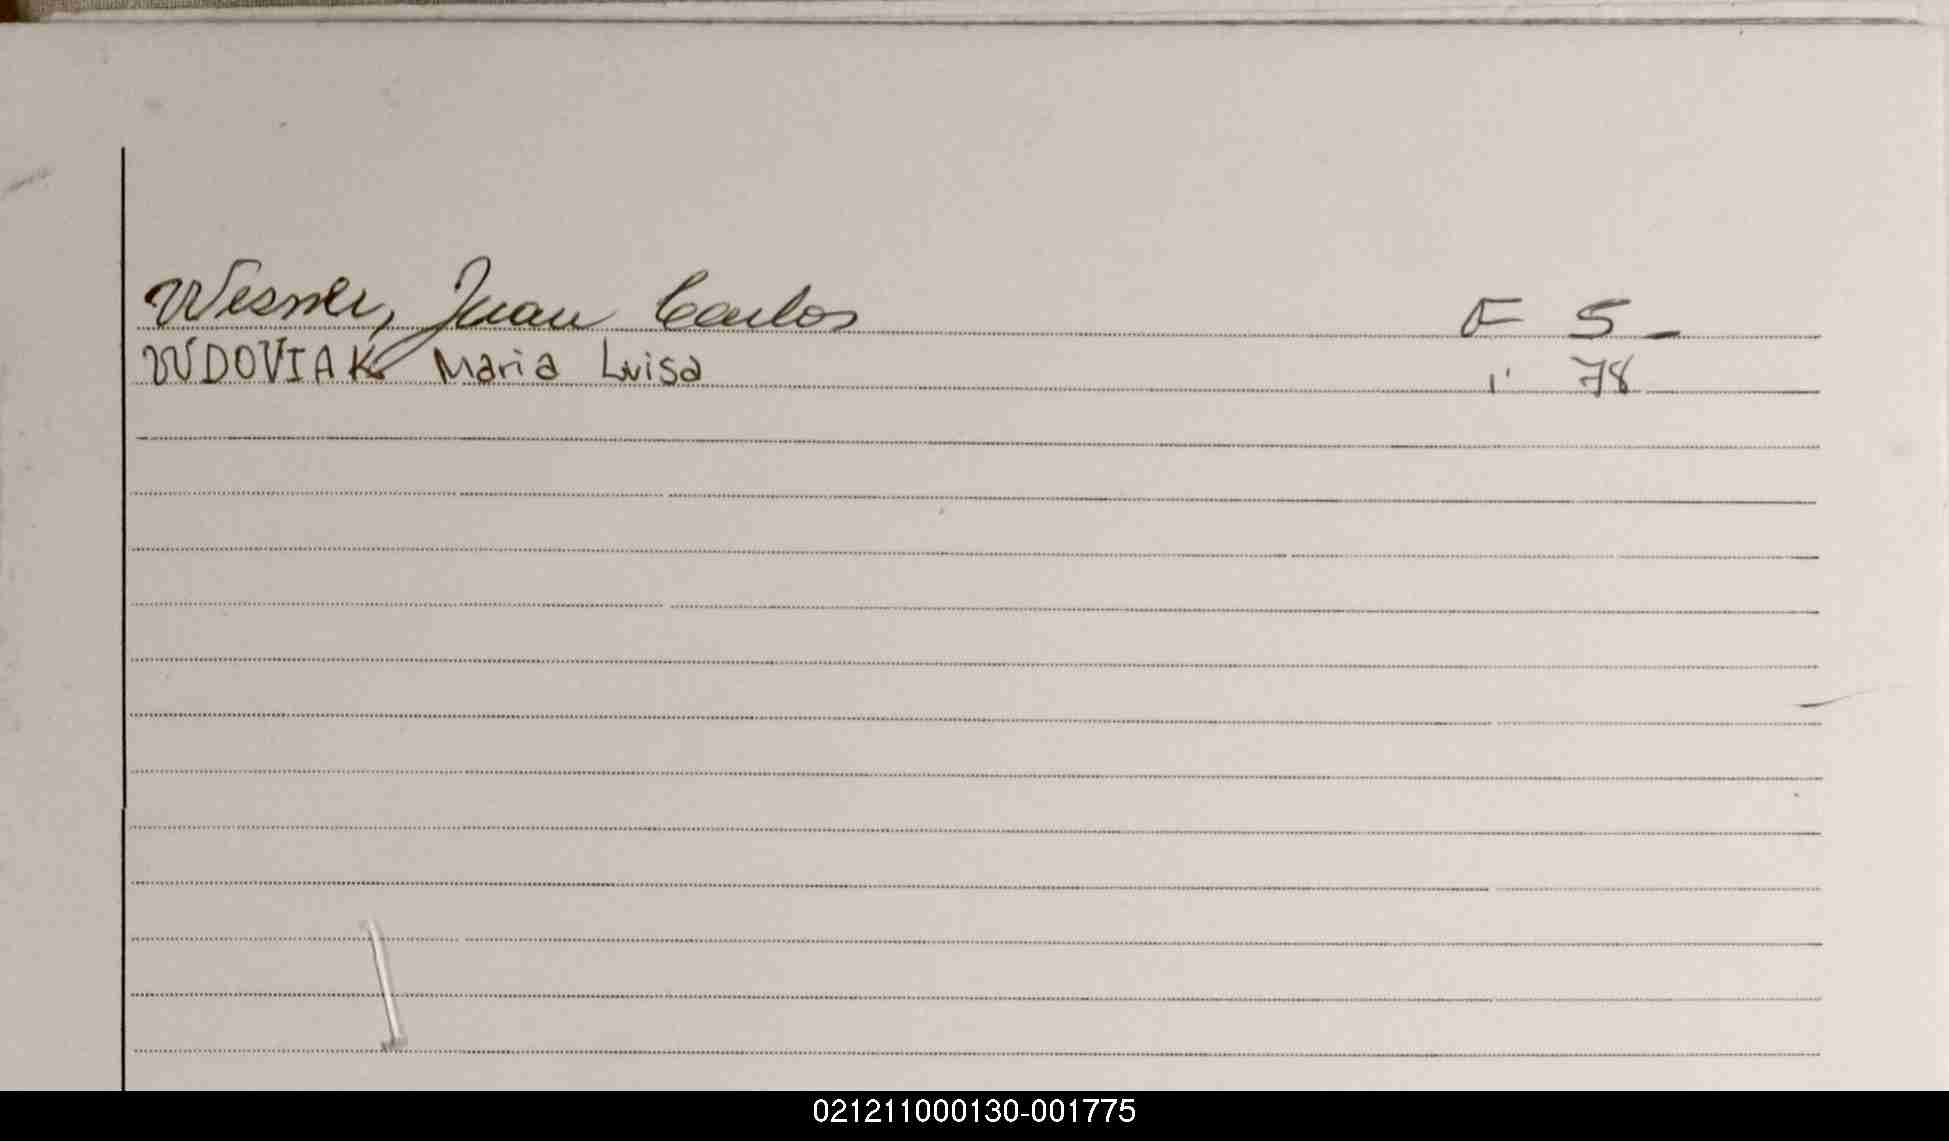 Wesner, Juan Carlos F 5
WDOVIAK Maria Luisa " 78
021211000130-001775